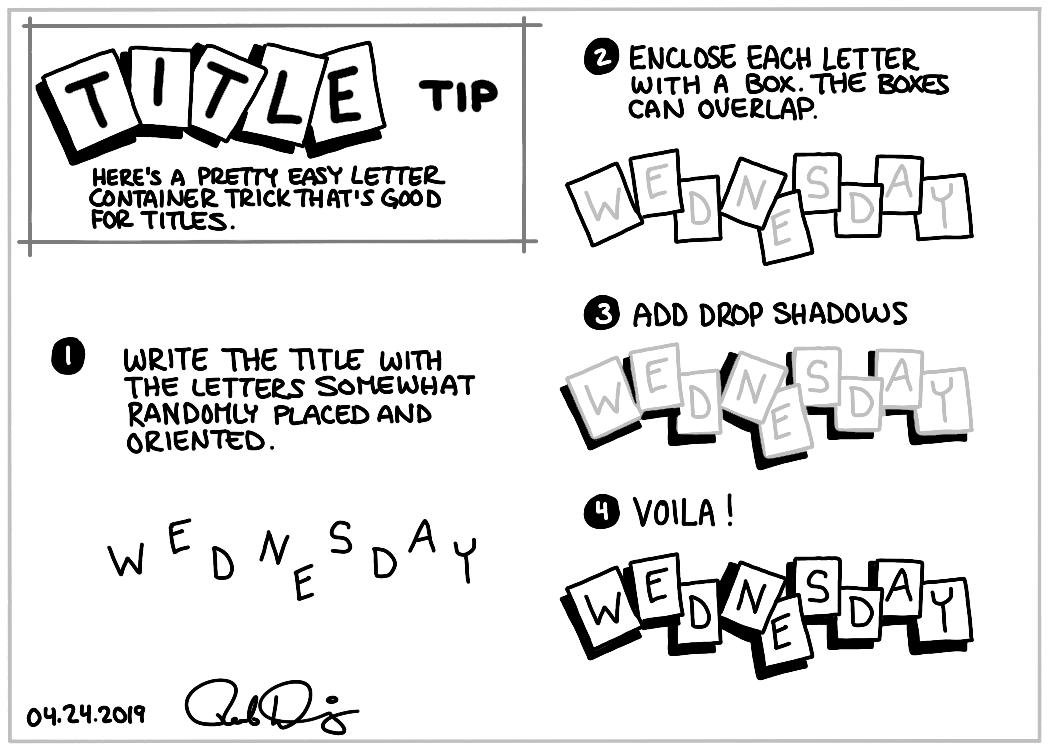 TITLE TIP
HERE'S A PRETTY EASY LETTER
CONTAINER TRICK THAT'S GOOD
FOR TITLES.
1 WRITE THE TITLE WITH
THE LETTERS SOMEWHAT
RANDOMLY PLACED AND
ORIENTED.
WEDNESDAY
04.24.2019
2 ENCLOSE EACH LETTER
WITH A BOX. THE BOXES
CAN OVERLAP.
WEDNESDAY
3 ADD DROP SHADOWS
WEDNESDAY
4 VOILA!
WEDNESDAY